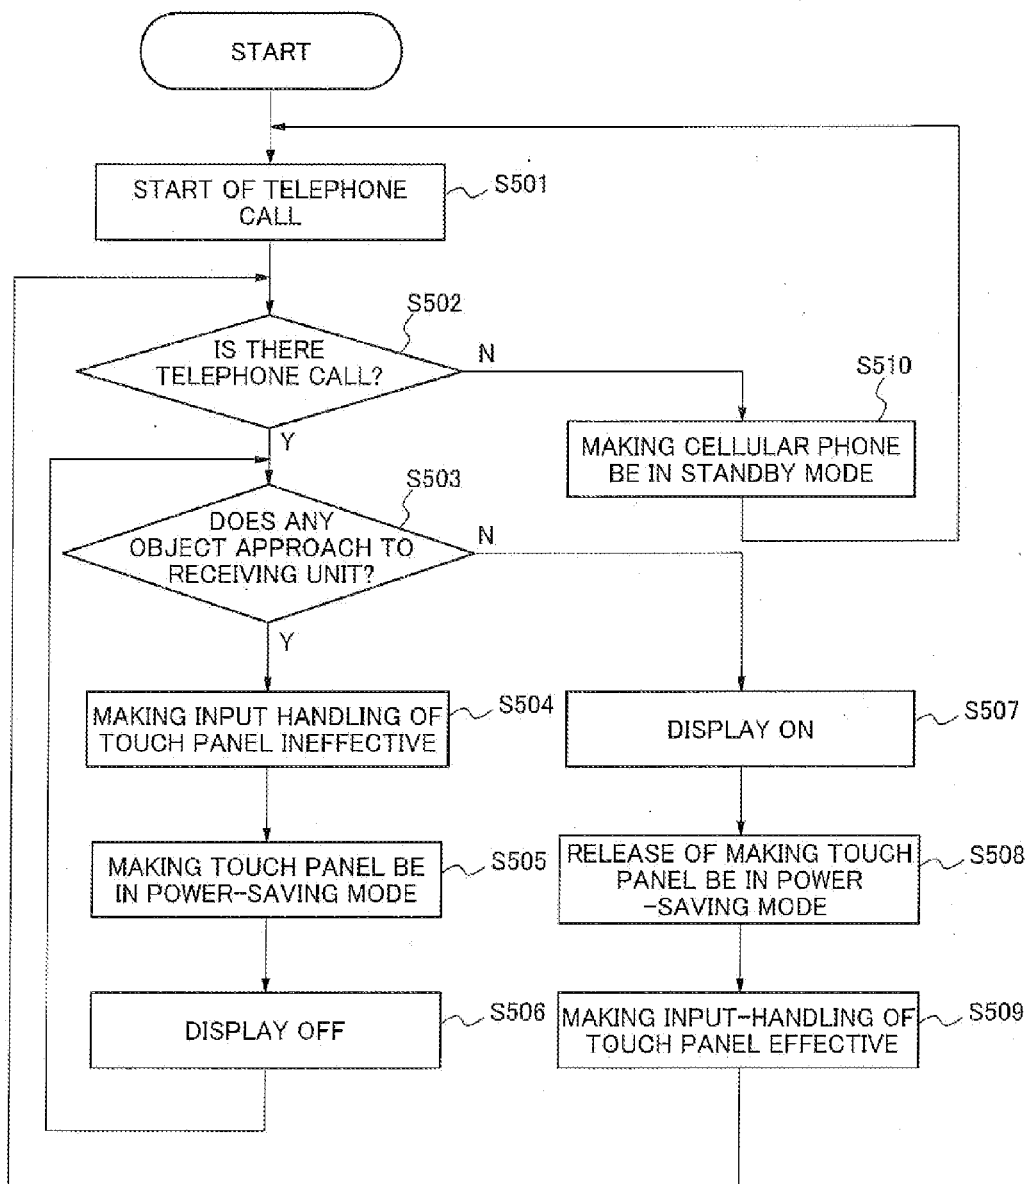 START
START OF TELEPHONE
CALL
S501
S502
IS THERE
TELEPHONE CALL?
N
S510
MAKING CELLULAR PHONE
BE IN STANDBY MODE
Y
S503
DOES ANY
OBJECT APPROACH TO
RECEIVING UNIT?
N
Y
MAKING INPUT HANDLING OF
TOUCH PANEL INEFFECTIVE
S504
DISPLAY ON
S507
MAKING TOUCH PANEL BE
IN POWER-SAVING MODE
S505
RELEASE OF MAKING TOUCH
PANEL BE IN POWER
-SAVING MODE
S508
DISPLAY OFF
S506
MAKING INPUT-HANDLING OF
TOUCH PANEL EFFECTIVE
S509